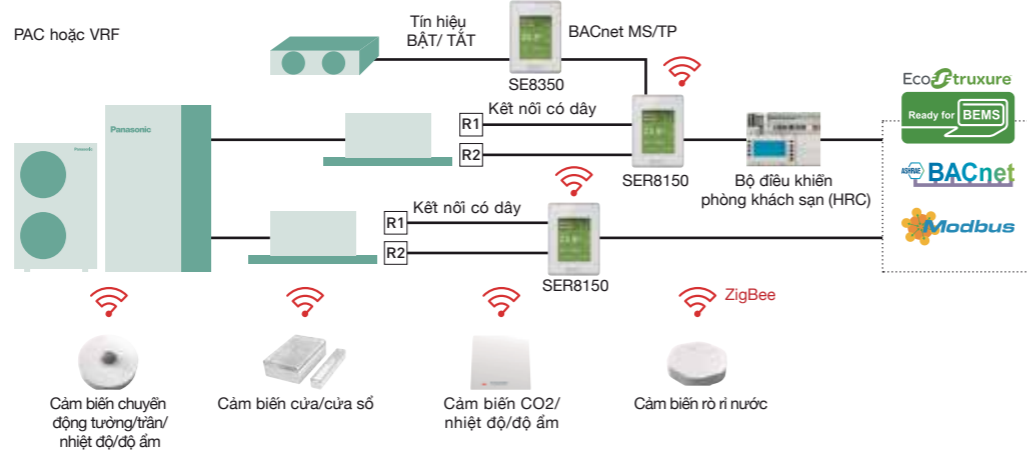 PAC hoặc VRF
Tín hiệu
BẬT/ TẮT
BACnet MS/TP
SE8350
Kết nối có dây
R1
R2
SER8150
Panasonic
Panasonic
Kết nối có dây
R1
R2
SER8150
Bộ điều khiển
phòng khách sạn (HRC)
EcoStruxure
Ready for BEMS
ASHRAE BACnet
Modbus
ZigBee
Cảm biến chuyển
động tường/trần/
nhiệt độ/độ ẩm
Cảm biến cửa/cửa sổ
Cảm biến CO2/
nhiệt độ/độ ẩm
Cảm biến rò rỉ nước